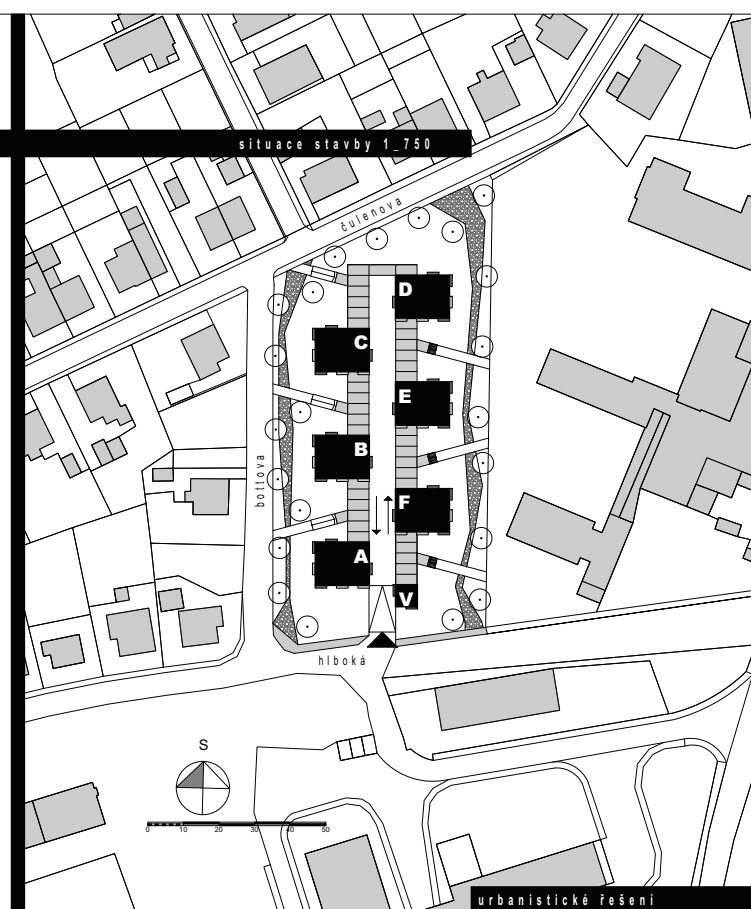 situace stavby 1_750
čulenova
D
C
E
B
bottova
F
A
V
hlboká
S
0 10 20 30 40 50
urbanistické řešení